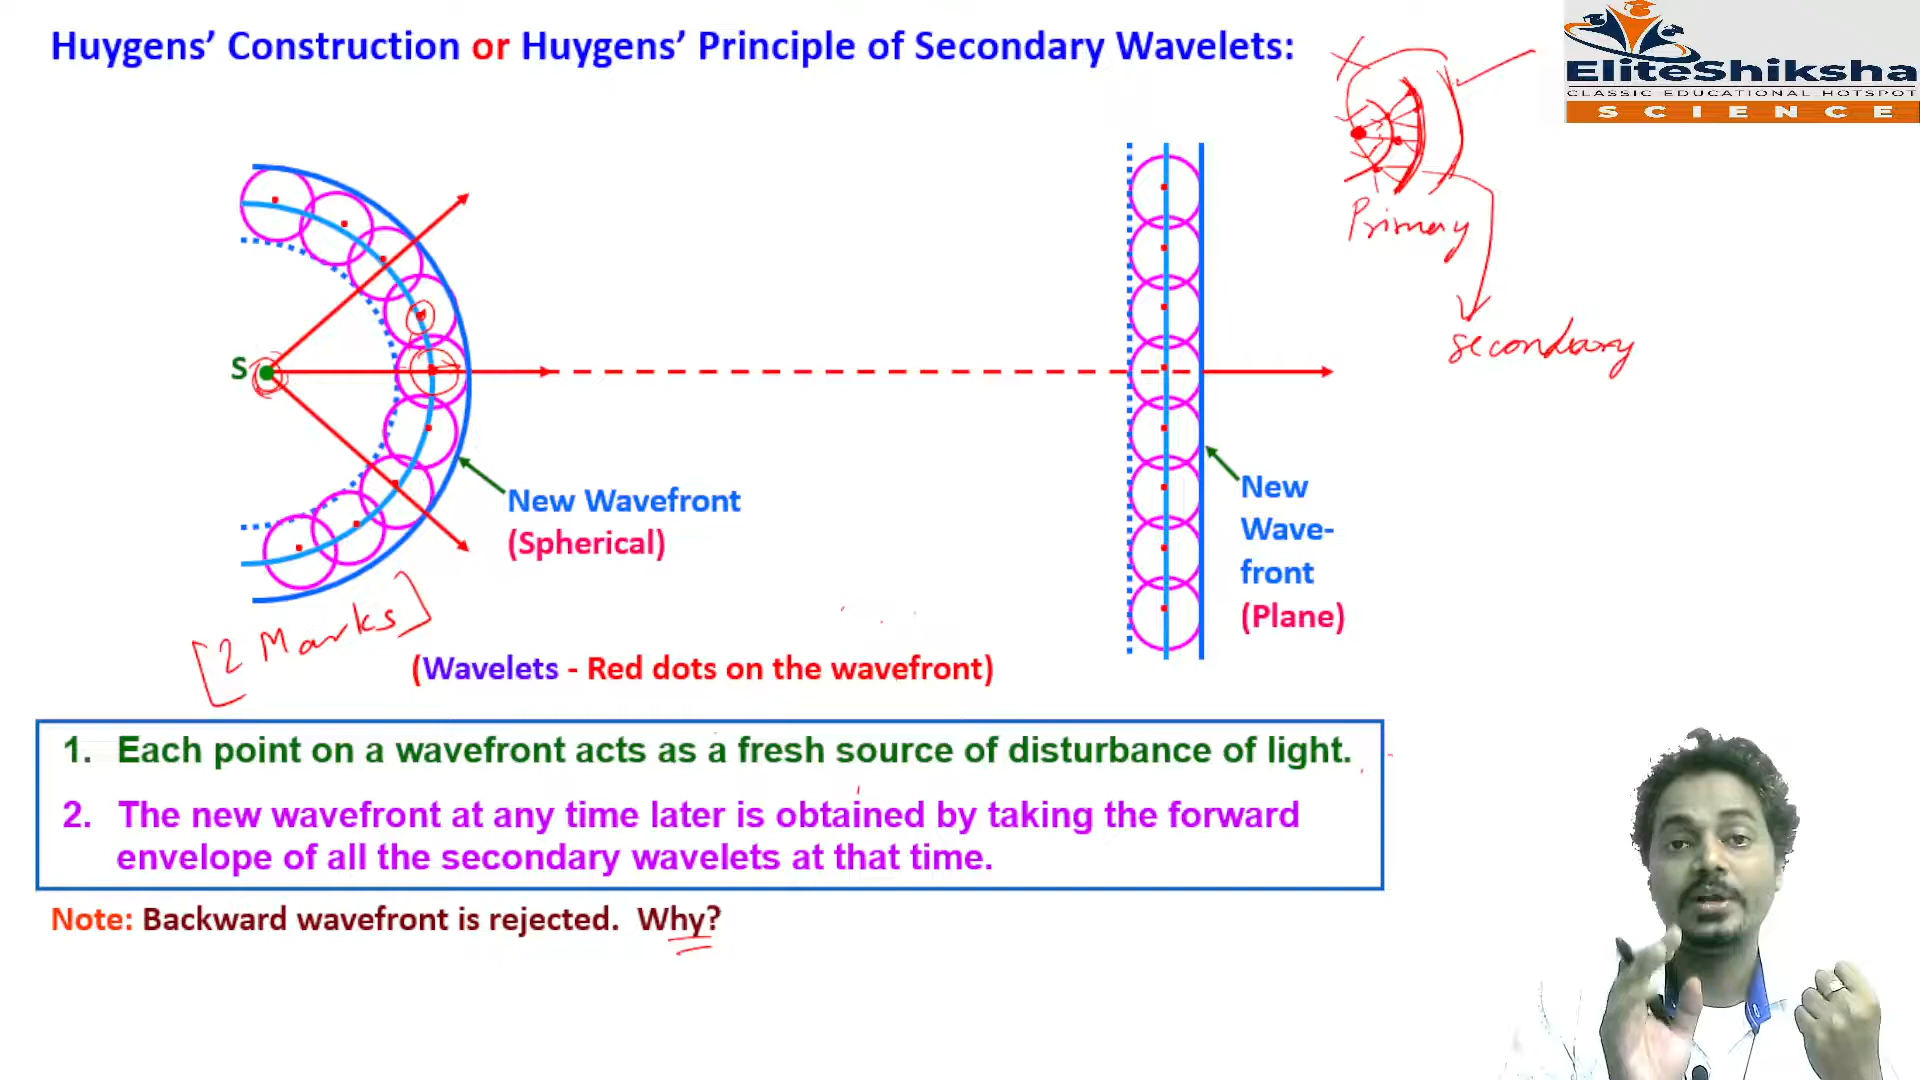 Huygens’ Construction or Huygens’ Principle of Secondary Wavelets:
EliteShiksha
CLASSIC EDUCATIONAL HOTSPOT
SCIENCE
Primary
secondary
S
New Wavefront
(Spherical)
New
Wave-
front
(Plane)
[2 Marks]
(Wavelets - Red dots on the wavefront)
1. Each point on a wavefront acts as a fresh source of disturbance of light.
2. The new wavefront at any time later is obtained by taking the forward
envelope of all the secondary wavelets at that time.
Note: Backward wavefront is rejected. Why?